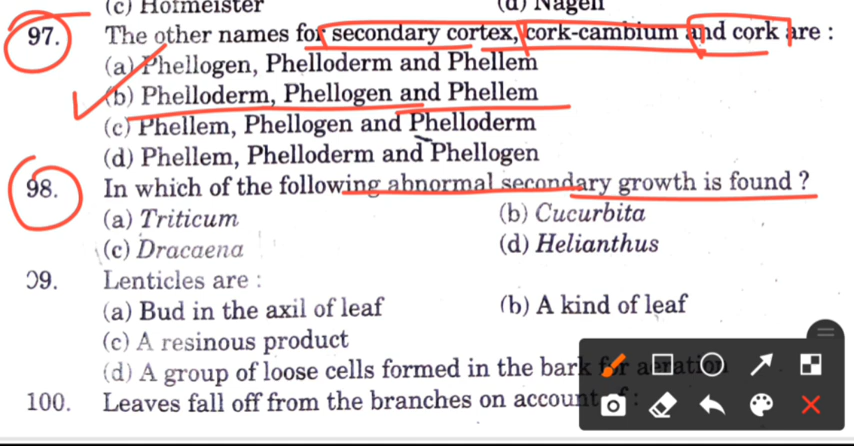 (c) Hofmeister (d) Nageli
97. The other names for secondary cortex, cork-cambium and cork are :
(a) Phellogen, Phelloderm and Phellem
(b) Phelloderm, Phellogen and Phellem
(c) Phellem, Phellogen and Phelloderm
(d) Phellem, Phelloderm and Phellogen
98. In which of the following abnormal secondary growth is found ?
(a) Triticum (b) Cucurbita
(c) Dracaena (d) Helianthus
99. Lenticles are :
(a) Bud in the axil of leaf (b) A kind of leaf
(c) A resinous product
(d) A group of loose cells formed in the bark for aeration
100. Leaves fall off from the branches on account of :